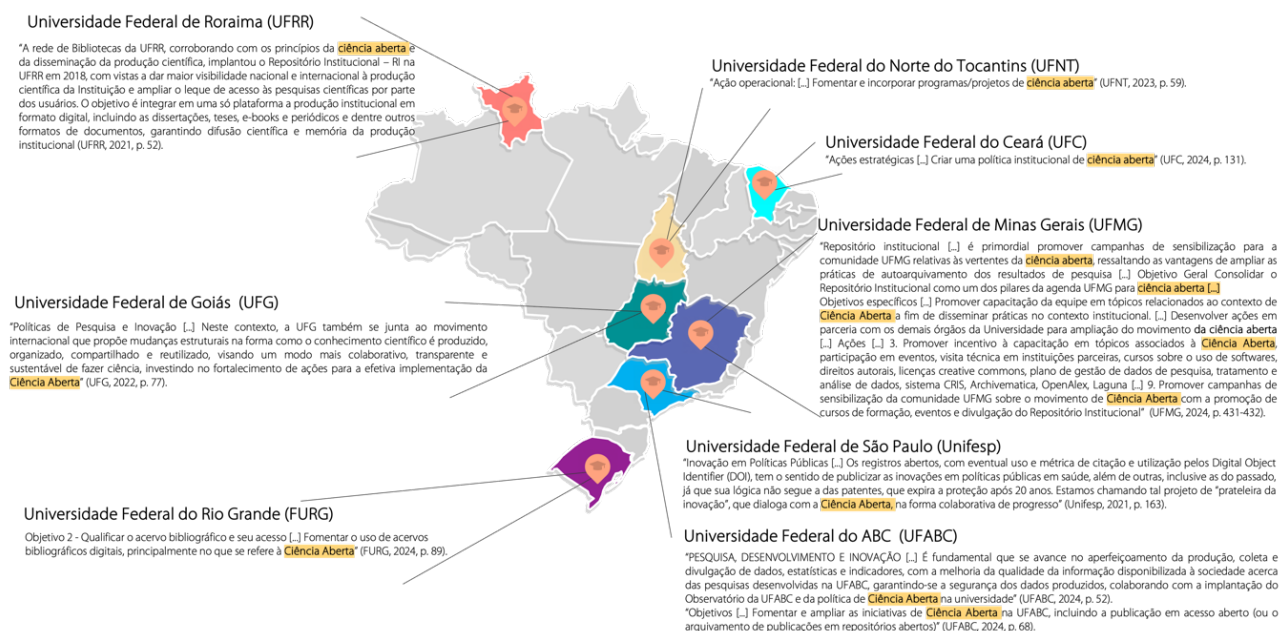 Universidade Federal de Roraima (UFRR)
"A rede de Bibliotecas da UFRR, corroborando com os princípios da ciência aberta e
da disseminação da produção científica, implantou o Repositório Institucional – RI na
UFRR em 2018, com vistas a dar maior visibilidade nacional e internacional à produção
científica da Instituição e ampliar o leque de acesso às pesquisas científicas por parte
dos usuários. O objetivo é integrar em uma só plataforma a produção institucional em
formato digital, incluindo as dissertações, teses, e-books e periódicos e dentre outros
formatos de documentos, garantindo difusão científica e memória da produção
institucional (UFRR, 2021, p. 52).
Universidade Federal do Norte do Tocantins (UFNT)
"Ação operacional: [...] Fomentar e incorporar programas/projetos de ciência aberta" (UFNT, 2023, p. 59).
Universidade Federal do Ceará (UFC)
"Ações estratégicas [...] Criar uma política institucional de ciência aberta" (UFC, 2024, p. 131).
Universidade Federal de Minas Gerais (UFMG)
"Repositório institucional [...] é primordial promover campanhas de sensibilização para a
comunidade UFMG relativas às vertentes da ciência aberta, ressaltando as vantagens de ampliar as
práticas de autoarquivamento dos resultados de pesquisa [...] Objetivo Geral Consolidar o
Repositório Institucional como um dos pilares da agenda UFMG para ciência aberta [...]
Objetivos específicos [...] Promover capacitação da equipe em tópicos relacionados ao contexto de
Ciência Aberta a fim de disseminar práticas no contexto institucional. [...] Desenvolver ações em
parceria com os demais órgãos da Universidade para ampliação do movimento da ciência aberta
[...] Ações [...] 3. Promover incentivo à capacitação em tópicos associados à Ciência Aberta,
participação em eventos, visita técnica em instituições parceiras, cursos sobre o uso de softwares,
direitos autorais, licenças creative commons, plano de gestão de dados de pesquisa, tratamento e
análise de dados, sistema CRIS, Archivematica, OpenAlex, Laguna [...] 9. Promover campanhas de
sensibilização da comunidade UFMG sobre o movimento de Ciência Aberta com a promoção de
cursos de formação, eventos e divulgação do Repositório Institucional" (UFMG, 2024, p. 431-432).
Universidade Federal de Goiás (UFG)
"Políticas de Pesquisa e Inovação [...] Neste contexto, a UFG também se junta ao movimento
internacional que propõe mudanças estruturais na forma como o conhecimento científico é produzido,
organizado, compartilhado e reutilizado, visando um modo mais colaborativo, transparente e
sustentável de fazer ciência, investindo no fortalecimento de ações para a efetiva implementação da
Ciência Aberta" (UFG, 2022, p. 77).
Universidade Federal de São Paulo (Unifesp)
"Inovação em Políticas Públicas [...] Os registros abertos, com eventual uso e métrica de citação e utilização pelos Digital Object
Identifier (DOI), tem o sentido de publicizar as inovações em políticas públicas em saúde, além de outras, inclusive as do passado,
já que sua lógica não segue a das patentes, que expira a proteção após 20 anos. Estamos chamando tal projeto de "prateleira da
inovação", que dialoga com a Ciência Aberta, na forma colaborativa de progresso" (Unifesp, 2021, p. 163).
Universidade Federal do Rio Grande (FURG)
Objetivo 2 - Qualificar o acervo bibliográfico e seu acesso [...] Fomentar o uso de acervos
bibliográficos digitais, principalmente no que se refere à Ciência Aberta" (FURG, 2024, p. 89).
Universidade Federal do ABC (UFABC)
"PESQUISA, DESENVOLVIMENTO E INOVAÇÃO [...] É fundamental que se avance no aperfeiçoamento da produção, coleta e
divulgação de dados, estatísticas e indicadores, com a melhoria da qualidade da informação disponibilizada à sociedade acerca
das pesquisas desenvolvidas na UFABC, garantindo-se a segurança dos dados produzidos, colaborando com a implantação do
Observatório da UFABC e da política de Ciência Aberta na universidade" (UFABC, 2024, p. 52).
"Objetivos [...] Fomentar e ampliar as iniciativas de Ciência Aberta na UFABC, incluindo a publicação em acesso aberto (ou o
arquivamento de publicações em repositórios abertos)" (UFABC, 2024, p. 68).